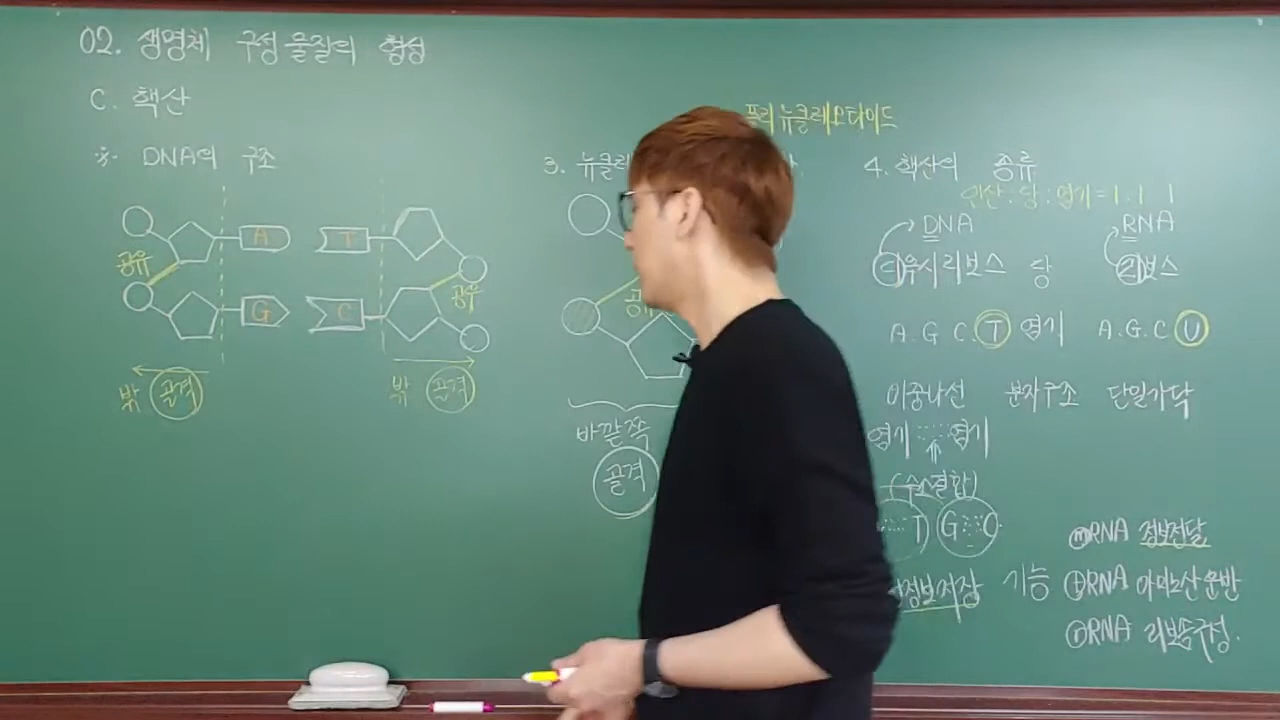 02. 생명체 구성 물질의 형성
C. 핵산
※ DNA의 구조
A T
공유
G C
공유
밖 골격
밖 골격
폴리뉴클레오타이드
3. 뉴클레
공
바깥쪽
골격
4. 핵산의 종류
인산:당:염기=1:1:1
DNA RNA
디옥시리보스 당 리보스
A. G C. T 염기 A. G. C U
이중나선 분자구조 단일가닥
염기 염기
(수소결합)
T G C
정보저장 기능
mRNA 정보전달
tRNA 아미노산 운반
rRNA 리보솜구성.